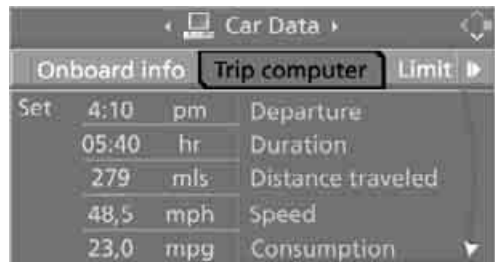 Car Data
Onboard info Trip computer Limit
Set 4:10 pm Departure
05:40 hr Duration
279 mls Distance traveled
48,5 mph Speed
23,0 mpg Consumption